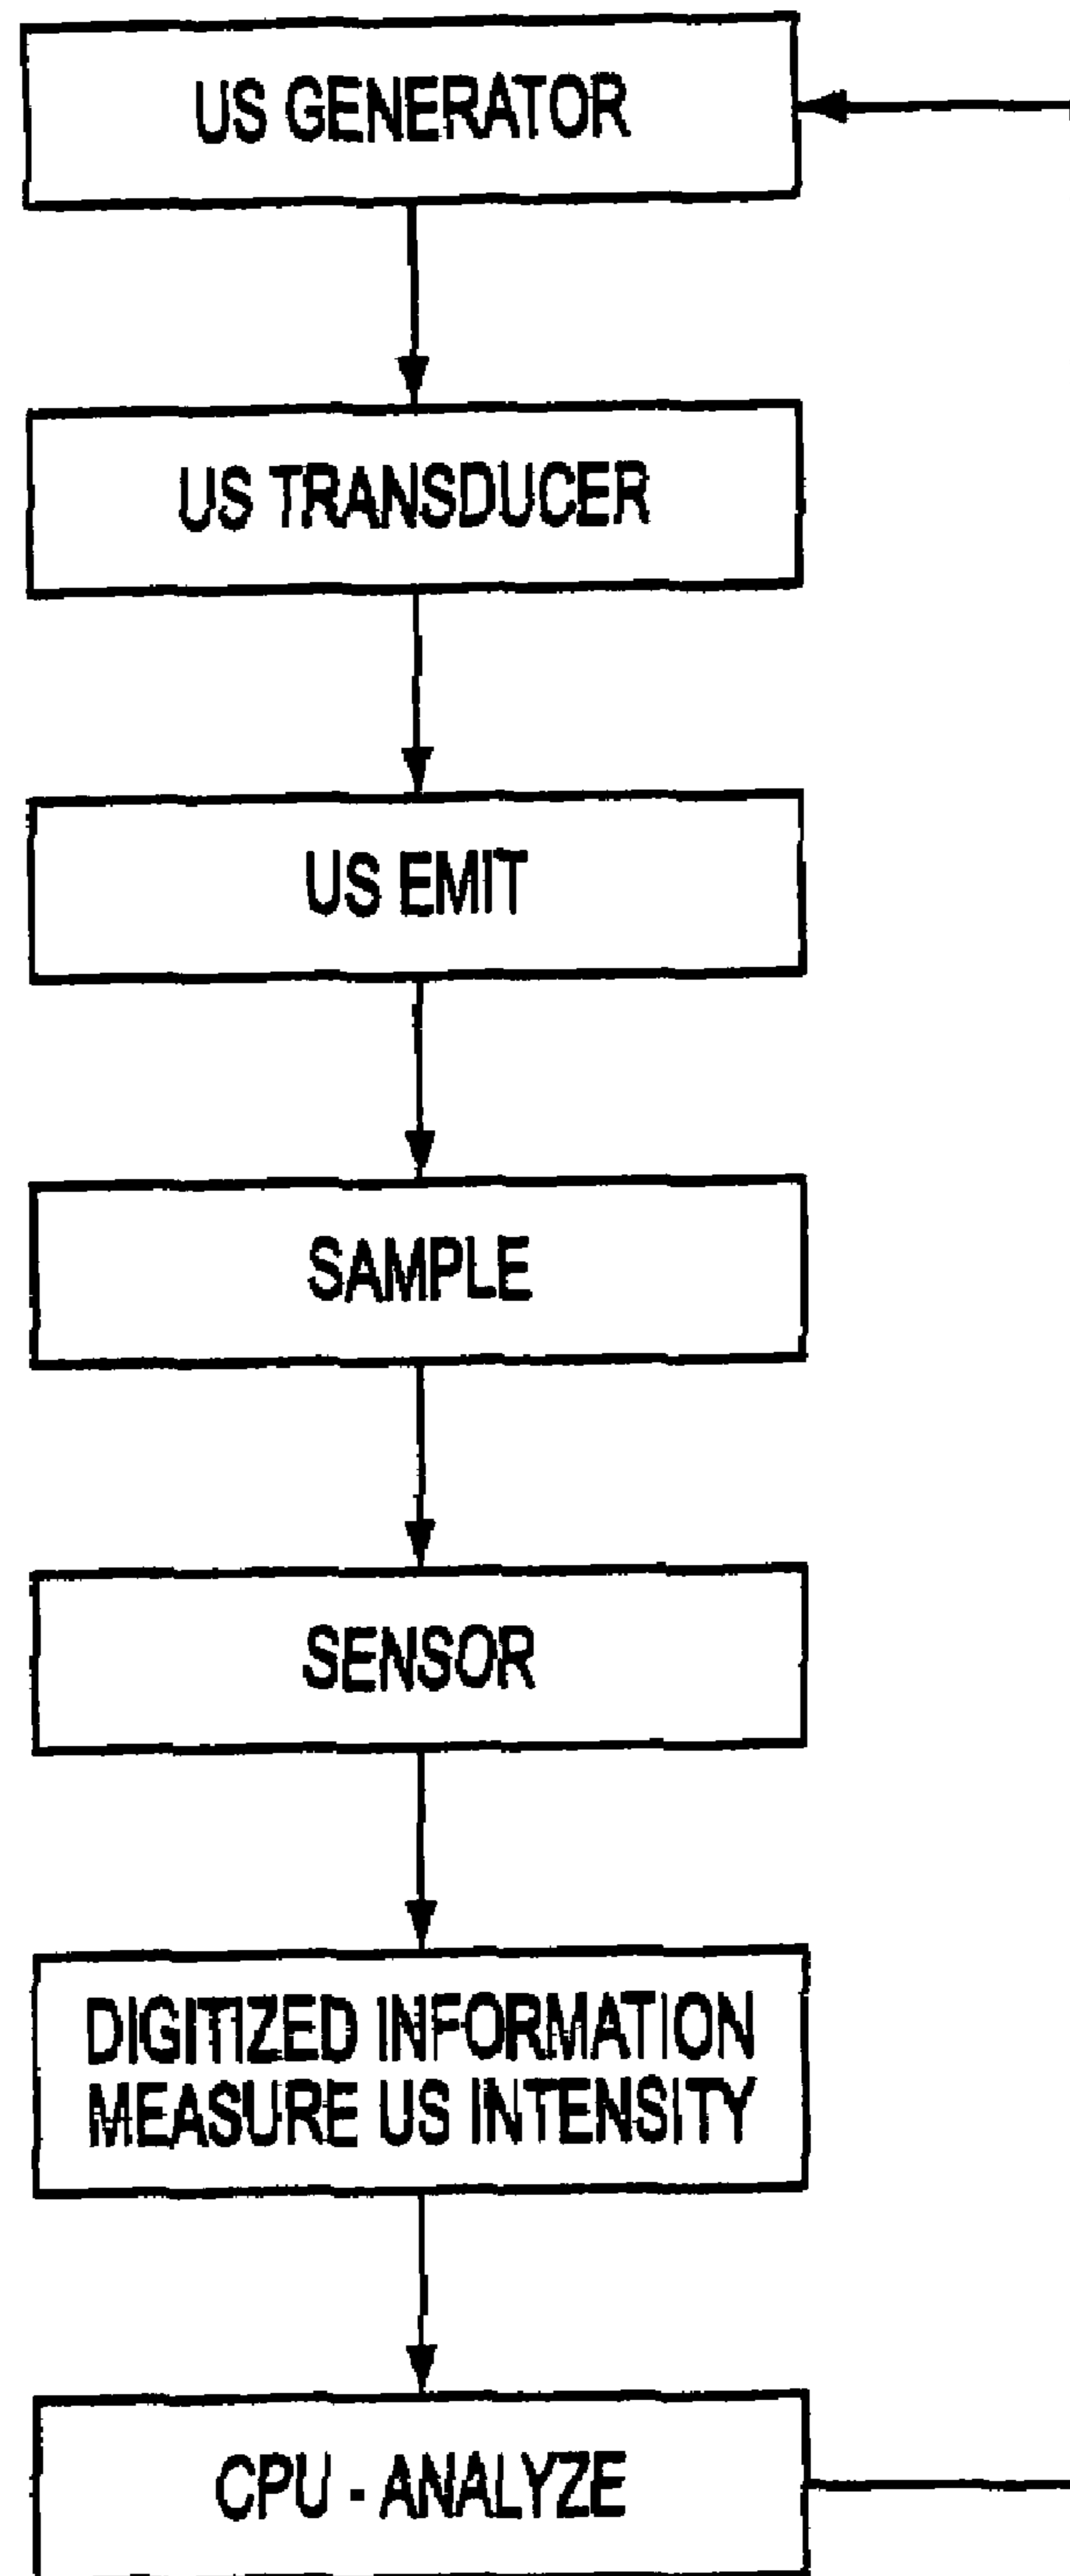 US GENERATOR
US TRANSDUCER
US EMIT
SAMPLE
SENSOR
DIGITIZED INFORMATION
MEASURE US INTENSITY
CPU - ANALYZE